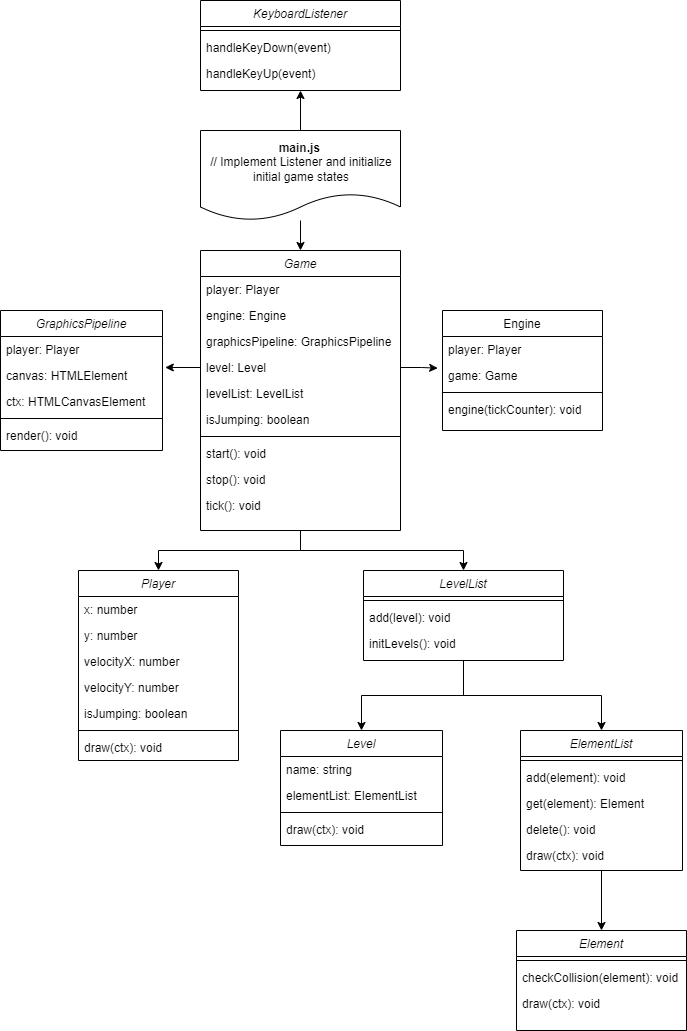 KeyboardListener
handleKeyDown(event)
handleKeyUp(event)
main.js
// Implement Listener and initialize
initial game states
Game
player: Player
engine: Engine
graphicsPipeline: GraphicsPipeline
level: Level
levelList: LevelList
isJumping: boolean
start(): void
stop(): void
tick(): void
GraphicsPipeline
player: Player
canvas: HTMLElement
ctx: HTMLCanvasElement
render(): void
Engine
player: Player
game: Game
engine(tickCounter): void
Player
x: number
y: number
velocityX: number
velocityY: number
isJumping: boolean
draw(ctx): void
LevelList
add(level): void
initLevels(): void
Level
name: string
elementList: ElementList
draw(ctx): void
ElementList
add(element): void
get(element): Element
delete(): void
draw(ctx): void
Element
checkCollision(element): void
draw(ctx): void